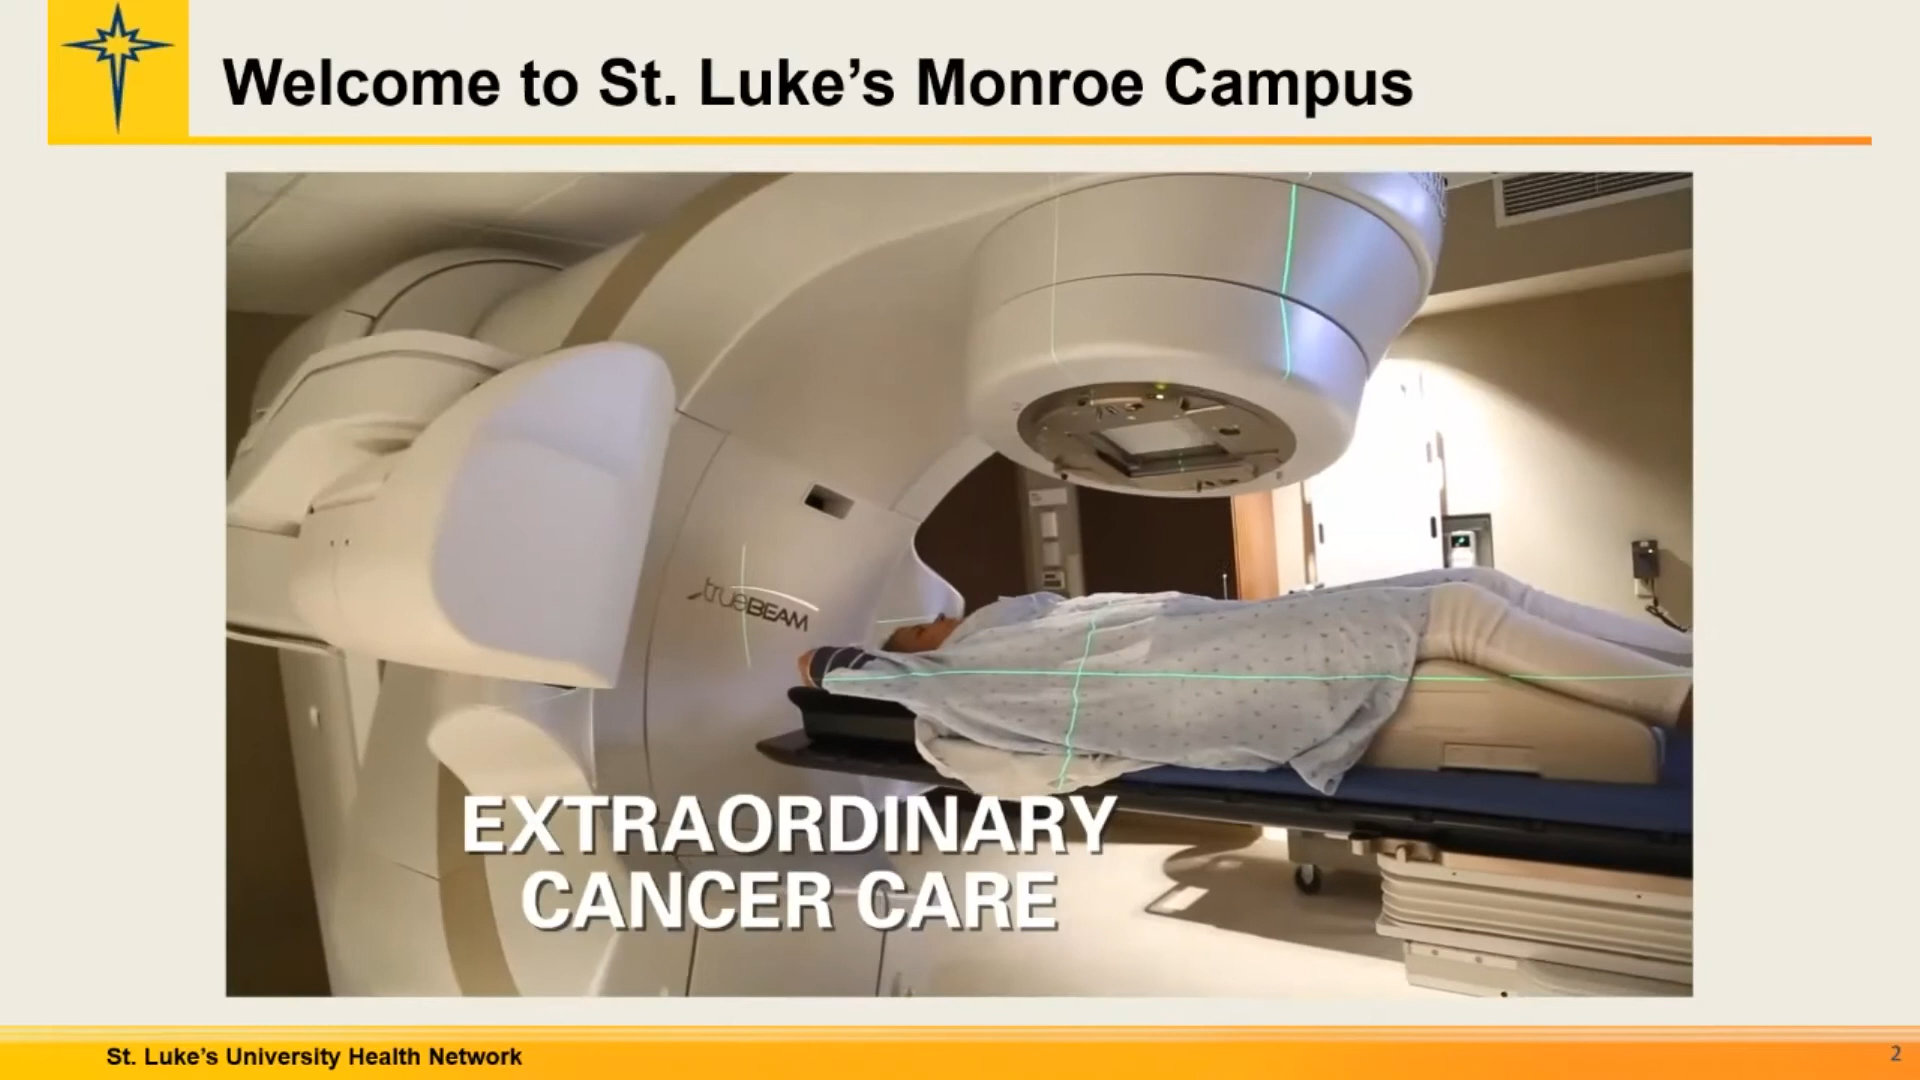 Welcome to St. Luke’s Monroe Campus
trueBEAM
EXTRAORDINARY
CANCER CARE
St. Luke’s University Health Network
2